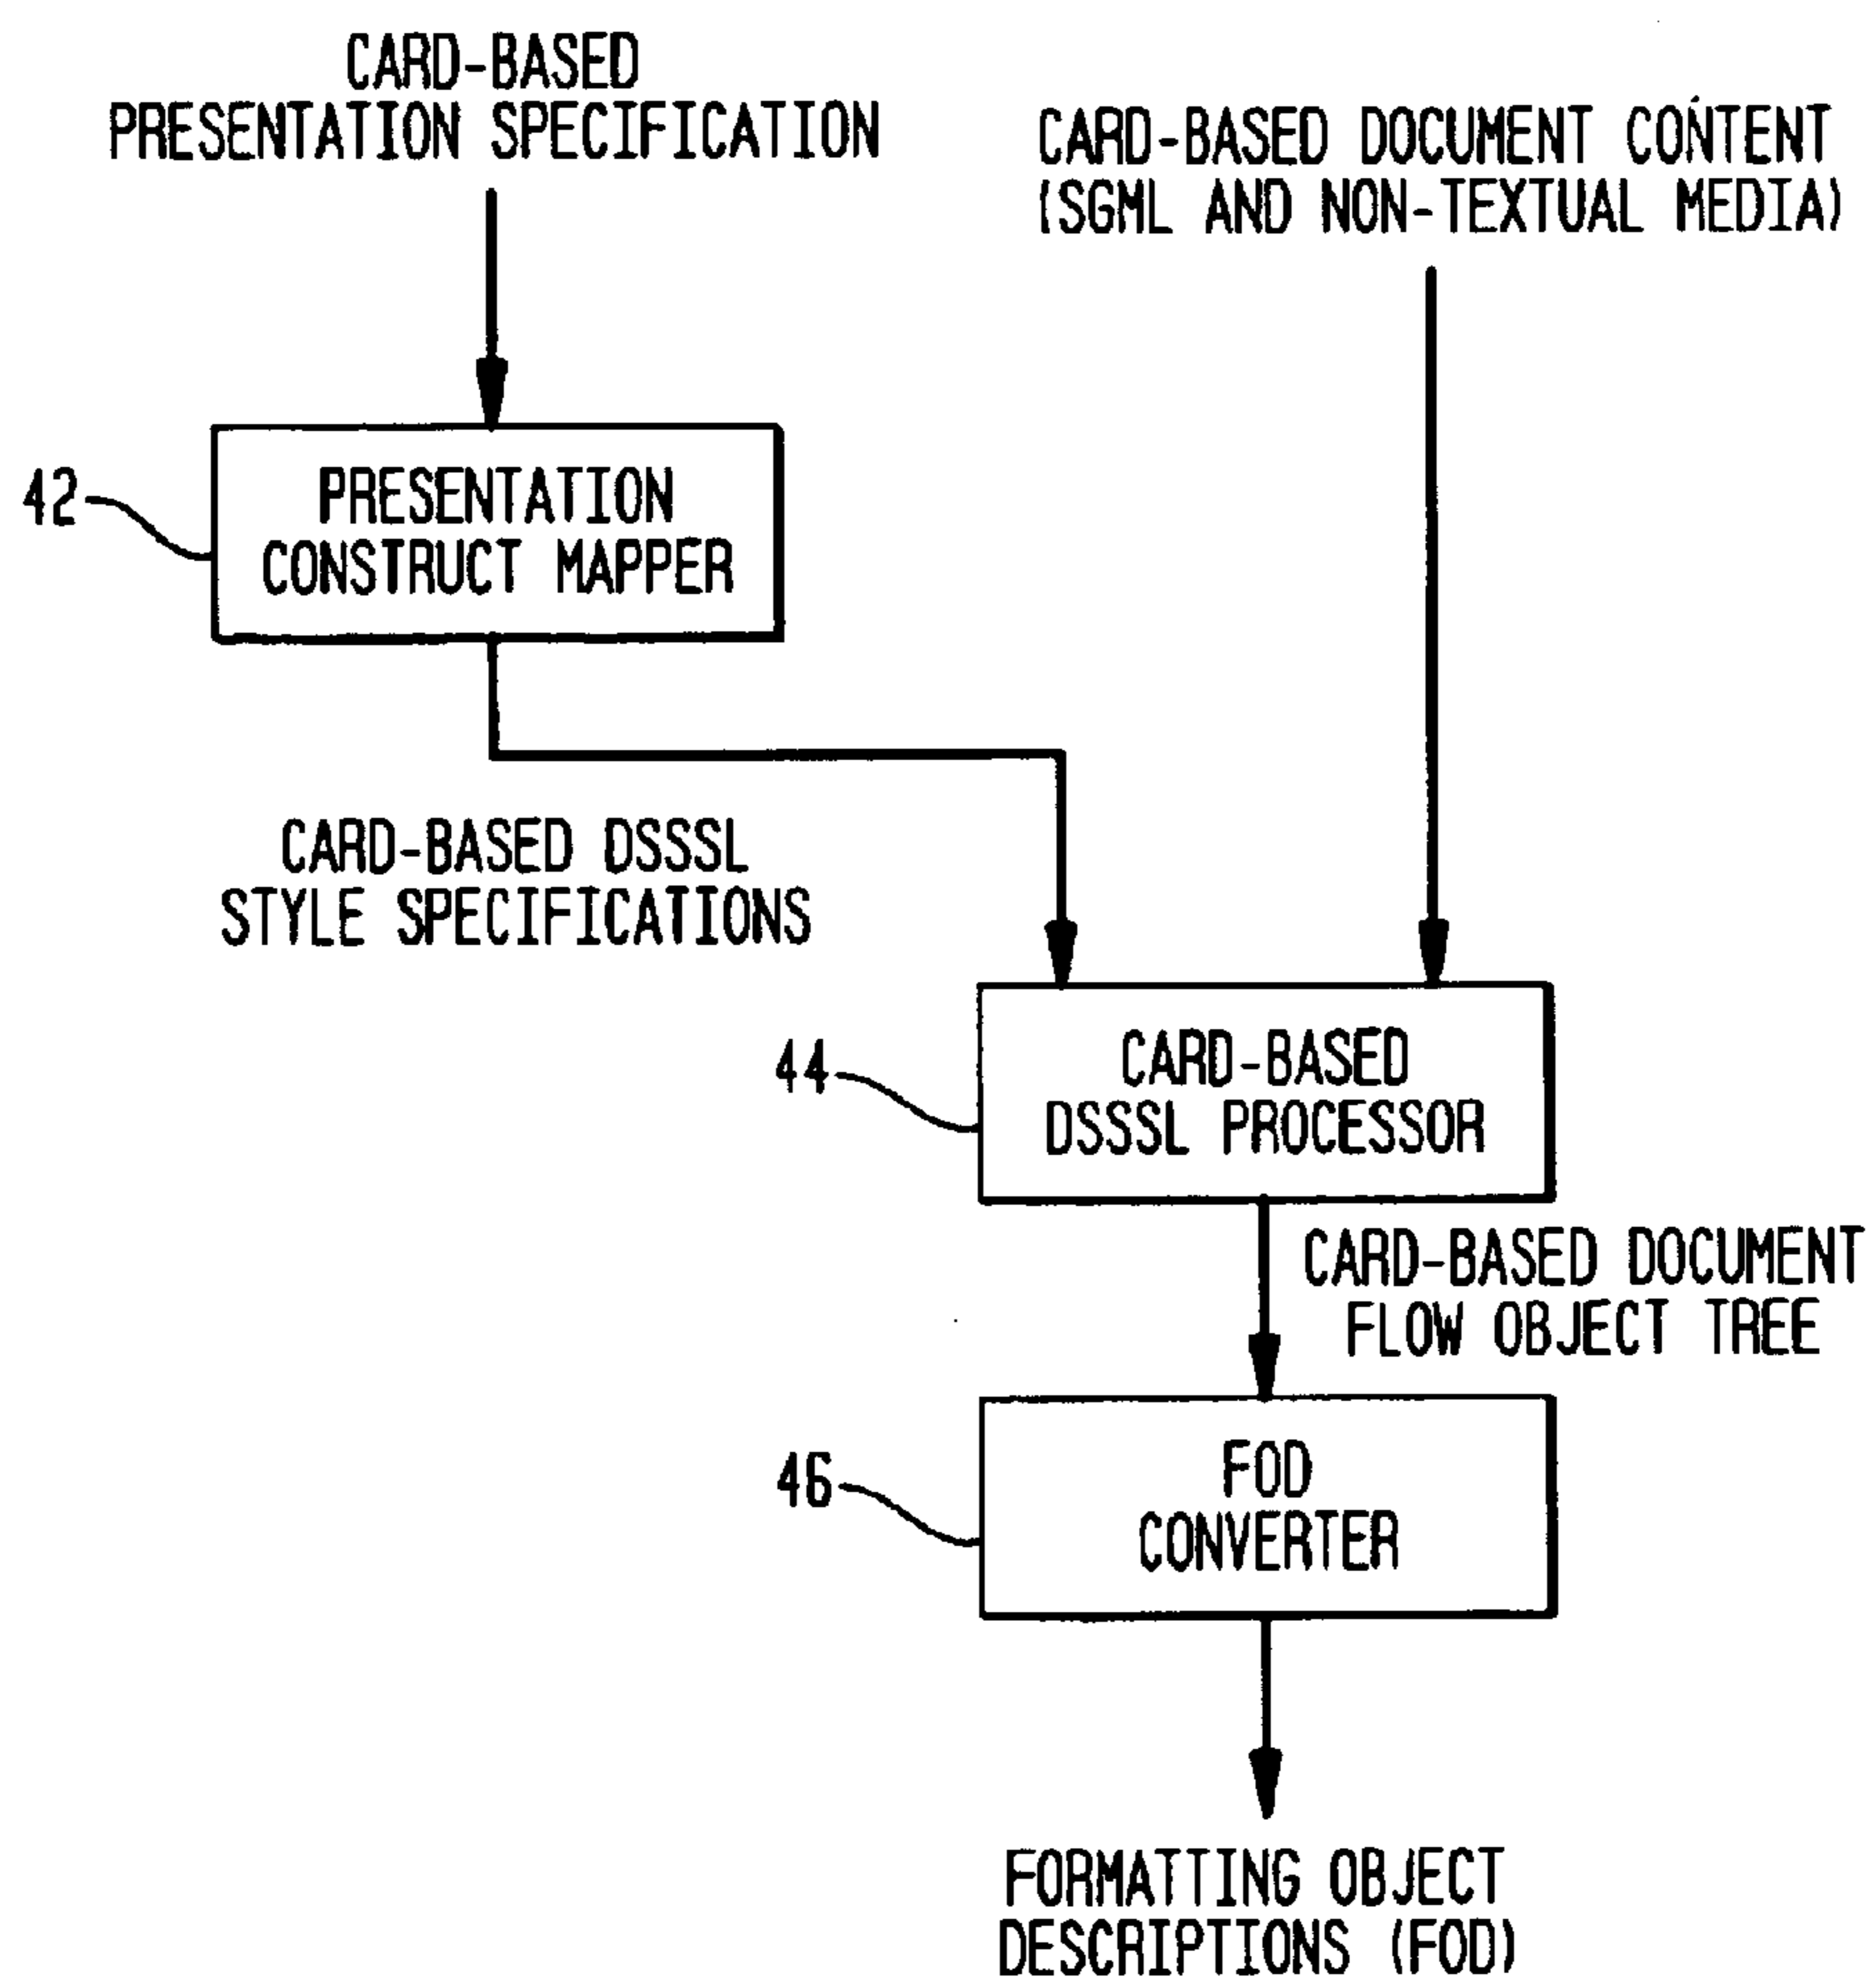 CARD-BASED
PRESENTATION SPECIFICATION
CARD-BASED DOCUMENT CONTENT
(SGML AND NON-TEXTUAL MEDIA)
42
PRESENTATION
CONSTRUCT MAPPER
CARD-BASED DSSSL
STYLE SPECIFICATIONS
44
CARD-BASED
DSSSL PROCESSOR
CARD-BASED DOCUMENT
FLOW OBJECT TREE
46
FOD
CONVERTER
FORMATTING OBJECT
DESCRIPTIONS (FOD)